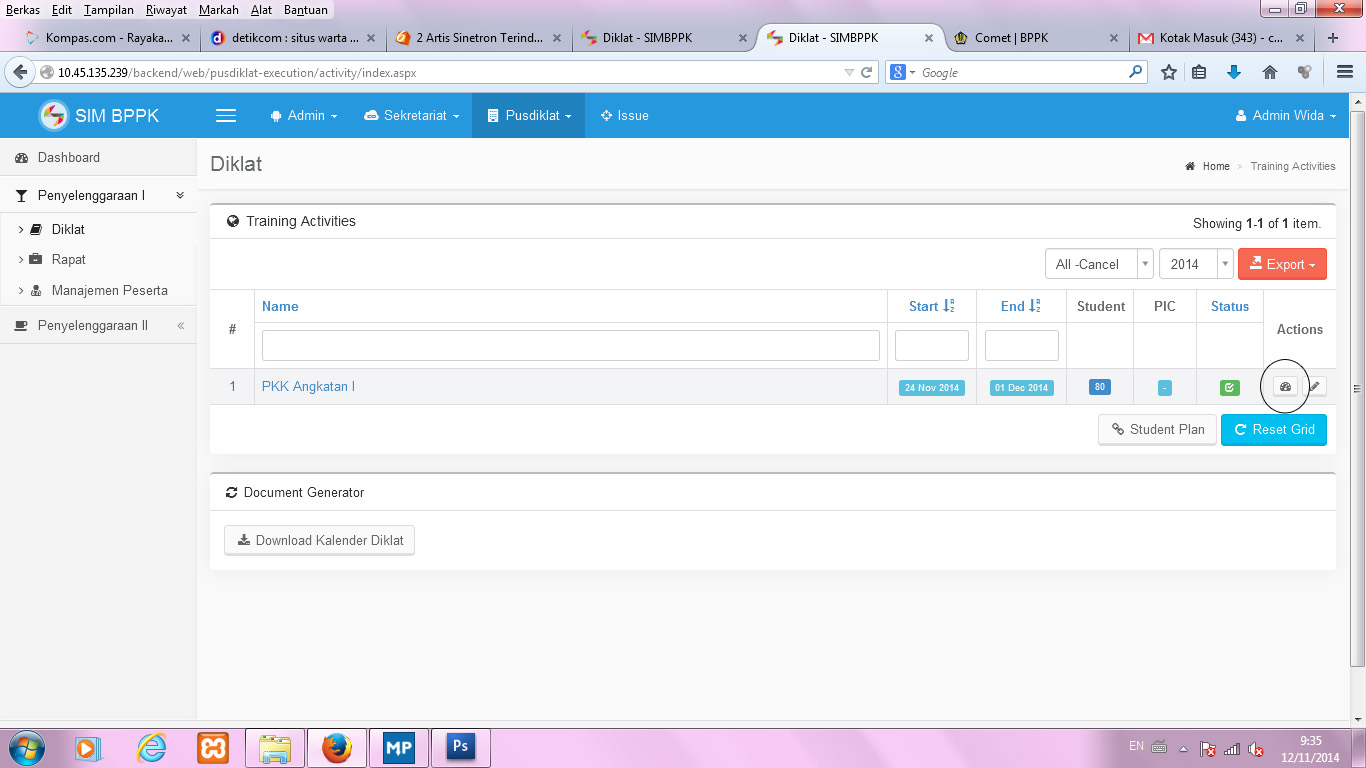 Berkas Edit Tampilan Riwayat Markah Alat Bantuan
Kompas.com - Rayaka... detikcom : situs warta ... 2 Artis Sinetron Terind... Diklat - SIMBPPK Diklat - SIMBPPK Comet | BPPK Kotak Masuk (343) - c...
10.45.135.239/backend/web/pusdiklat-execution/activity/index.aspx Google
SIM BPPK Admin Sekretariat Pusdiklat Issue Admin Wida
Dashboard
Penyelenggaraan I
Diklat
Rapat
Manajemen Peserta
Penyelenggaraan II
Diklat
Home > Training Activities
Training Activities
Showing 1-1 of 1 item.
All -Cancel 2014 Export
# Name Start End Student PIC Status Actions
1 PKK Angkatan I 24 Nov 2014 01 Dec 2014 80 -
Student Plan Reset Grid
Document Generator
Download Kalender Diklat
MP Ps EN 9:35
12/11/2014